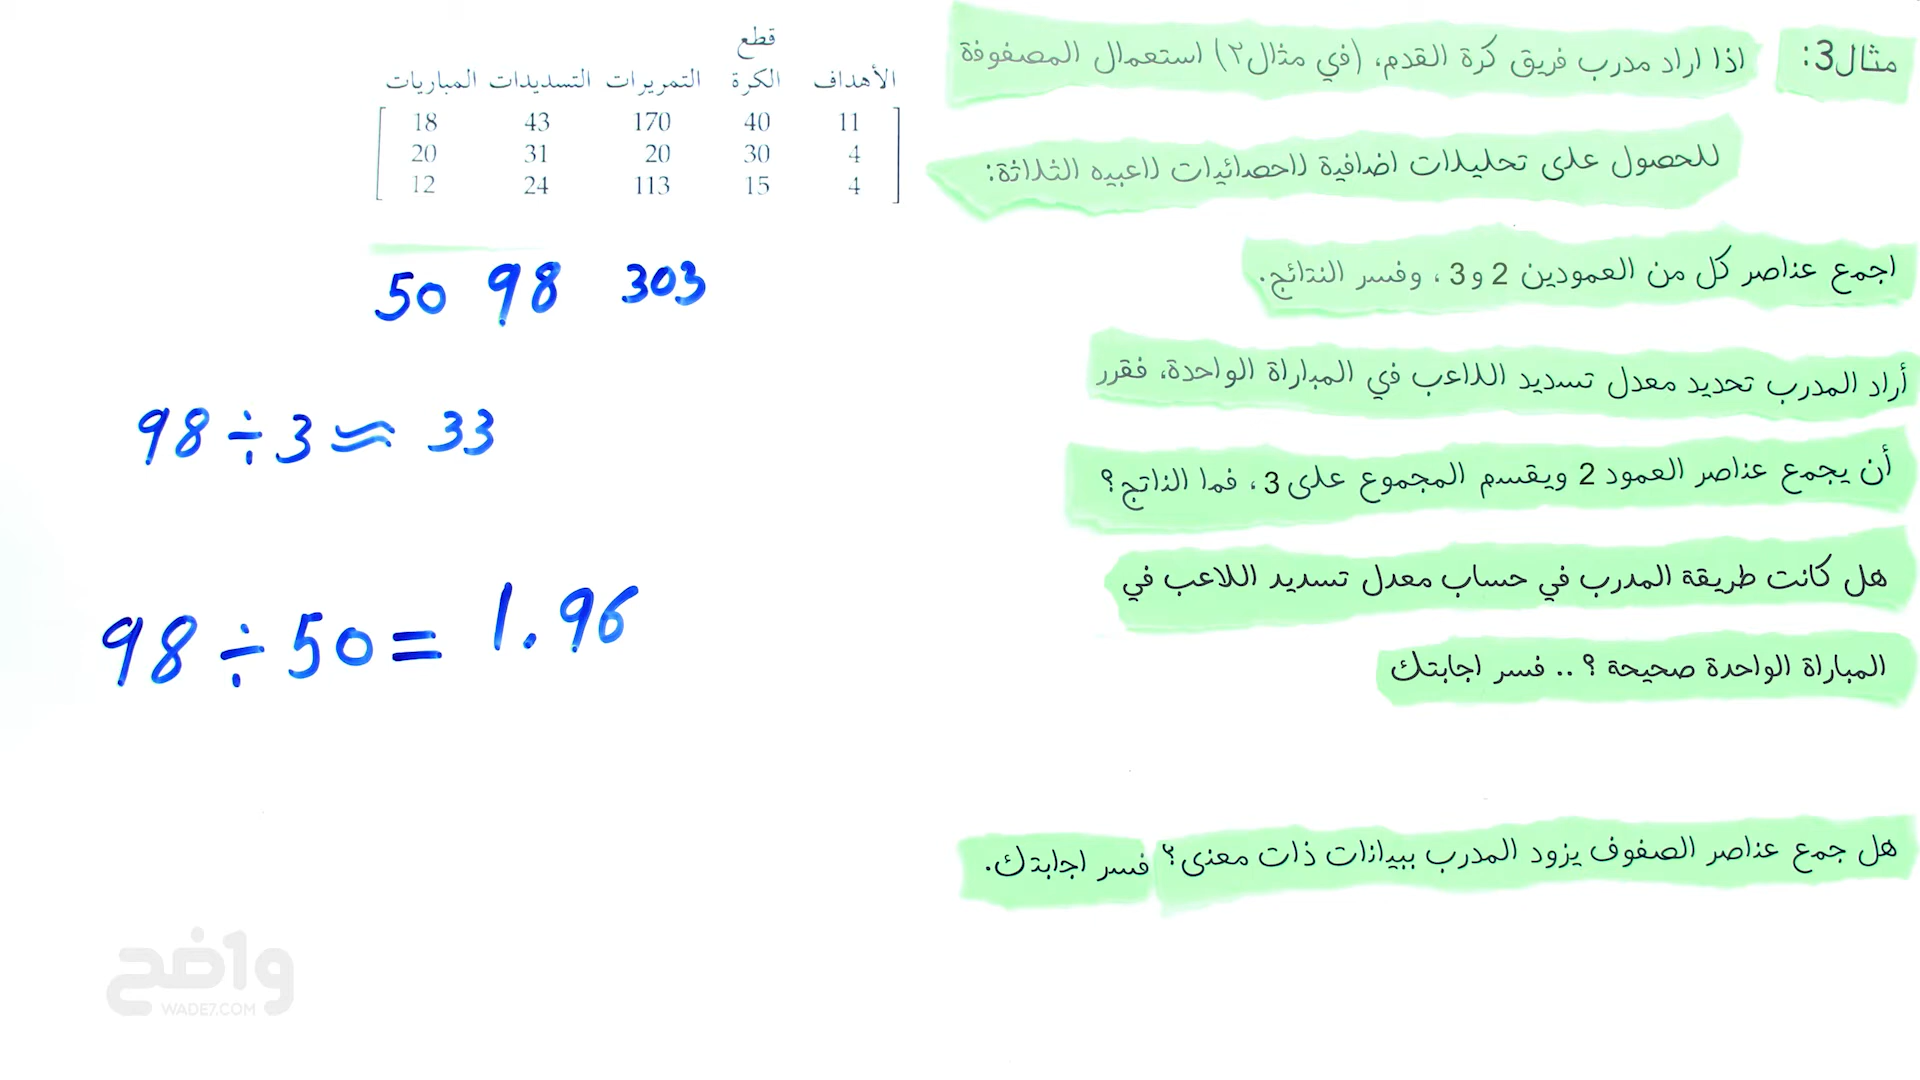 مثال3: اذا اراد مدرب فريق كرة القدم، (في مثال٢) استعمال المصفوفة
للحصول على تحليلات اضافية لاحصائيات لاعبيه الثلاثة:
اجمع عناصر كل من العمودين 2 و3 ، وفسر النتائج.
أراد المدرب تحديد معدل تسديد اللاعب في المباراة الواحدة، فقرر
أن يجمع عناصر العمود 2 ويقسم المجموع على 3 ، فما الناتج؟
هل كانت طريقة المدرب في حساب معدل تسديد اللاعب في
المباراة الواحدة صحيحة ؟ .. فسر اجابتك
هل جمع عناصر الصفوف يزود المدرب ببيانات ذات معنى؟ فسر اجابتك.
قطع
المباريات التسديدات التمريرات الكرة الأهداف
18 43 170 40 11
20 31 20 30 4
12 24 113 15 4
50 98 303
98 ÷ 3 ≈ 33
98 ÷ 50 = 1.96
واضح
WADE7.COM